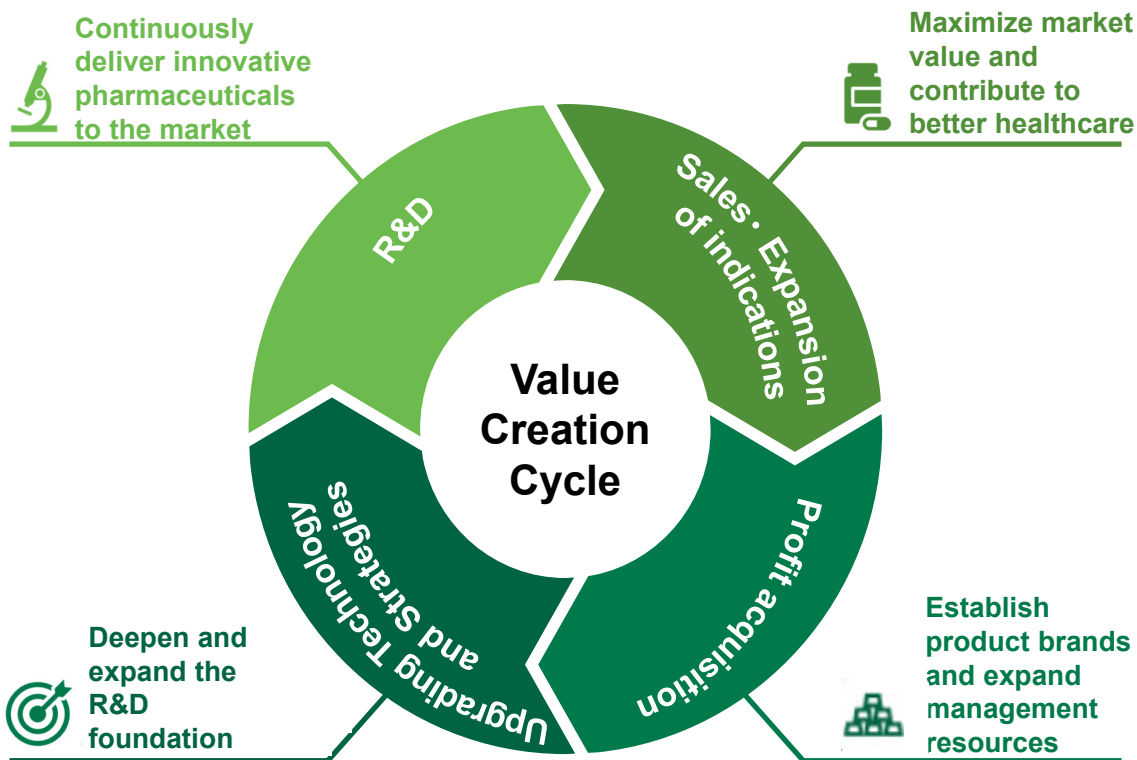 Continuously
deliver innovative
pharmaceuticals
to the market
Maximize market
value and
contribute to
better healthcare
R&D
Sales・Expansion
of indications
Value
Creation
Cycle
Profit acquisition
Upgrading Technology
and Strategies
Deepen and
expand the
R&D
foundation
Establish
product brands
and expand
management
resources